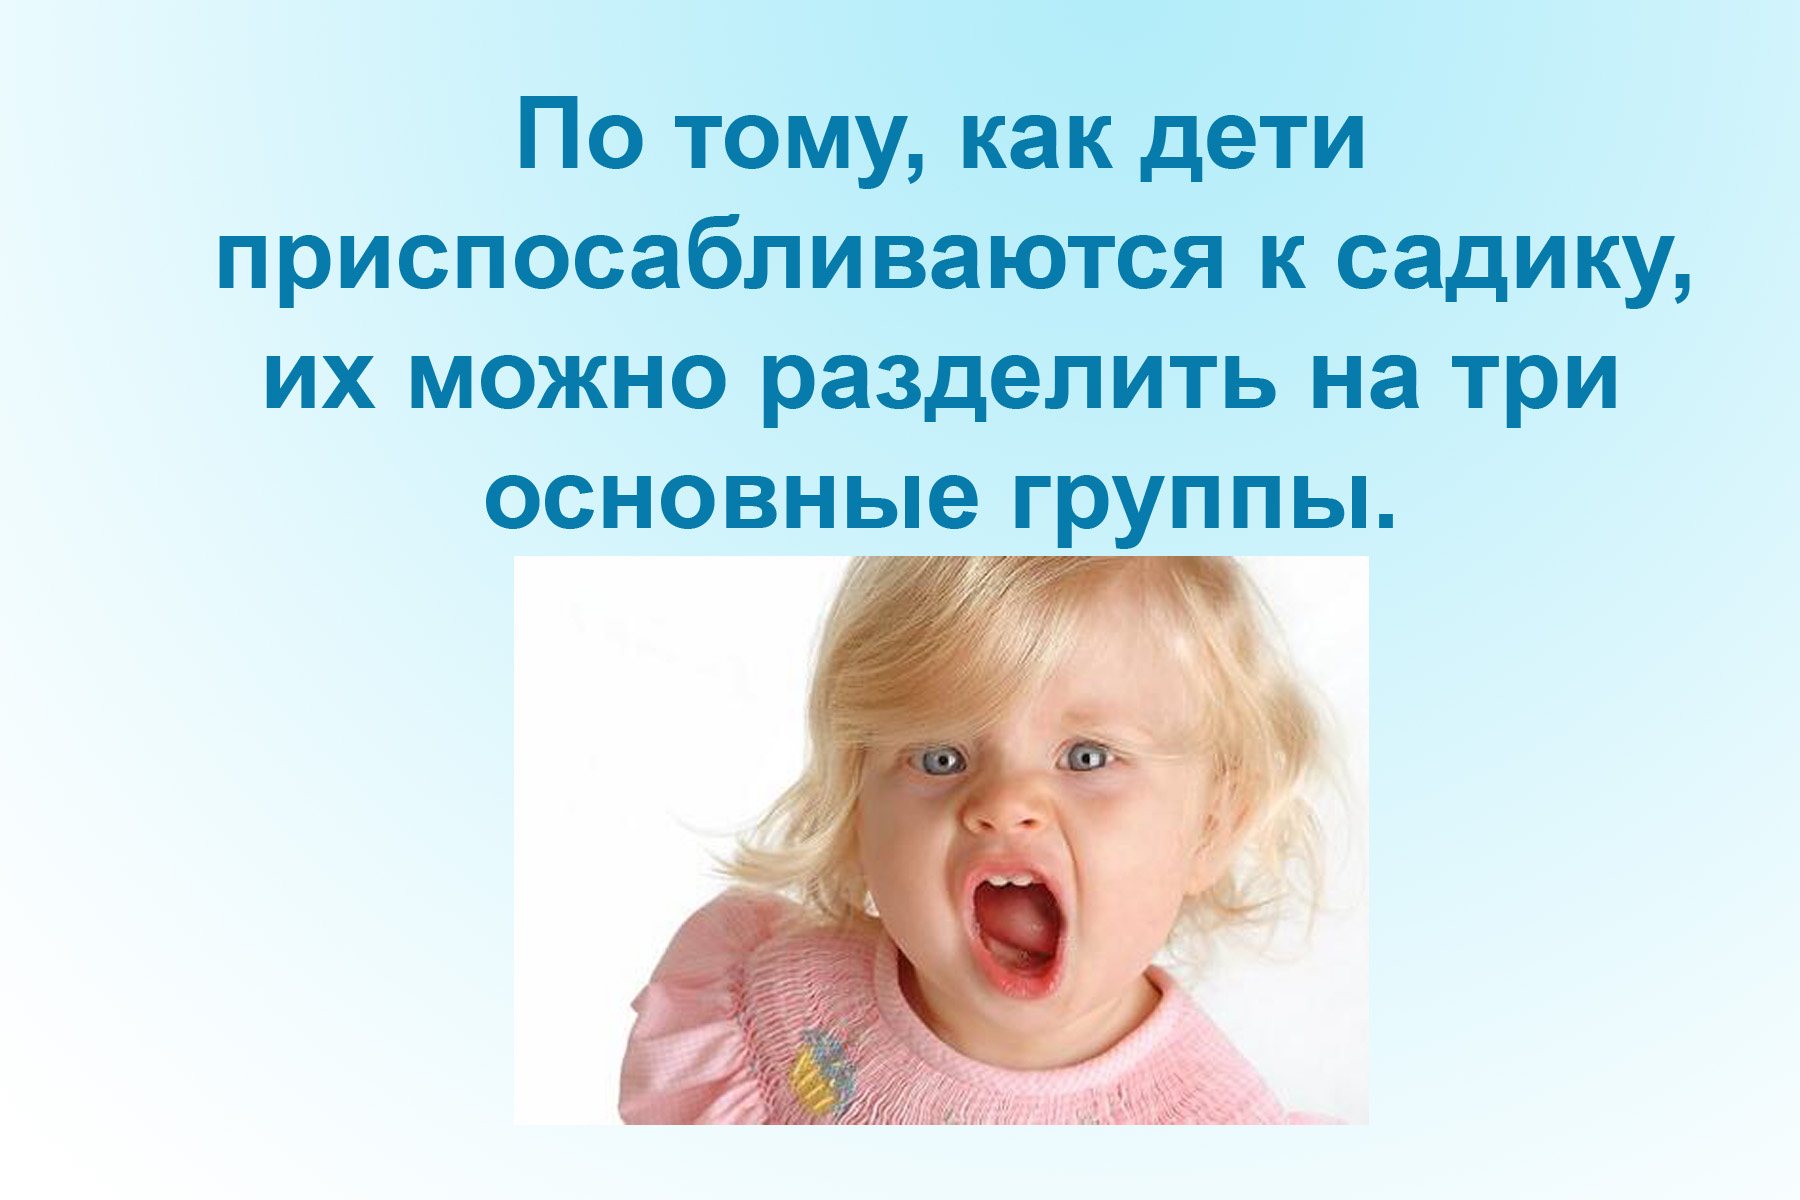 По тому, как дети
приспосабливаются к садику,
их можно разделить на три
основные группы.